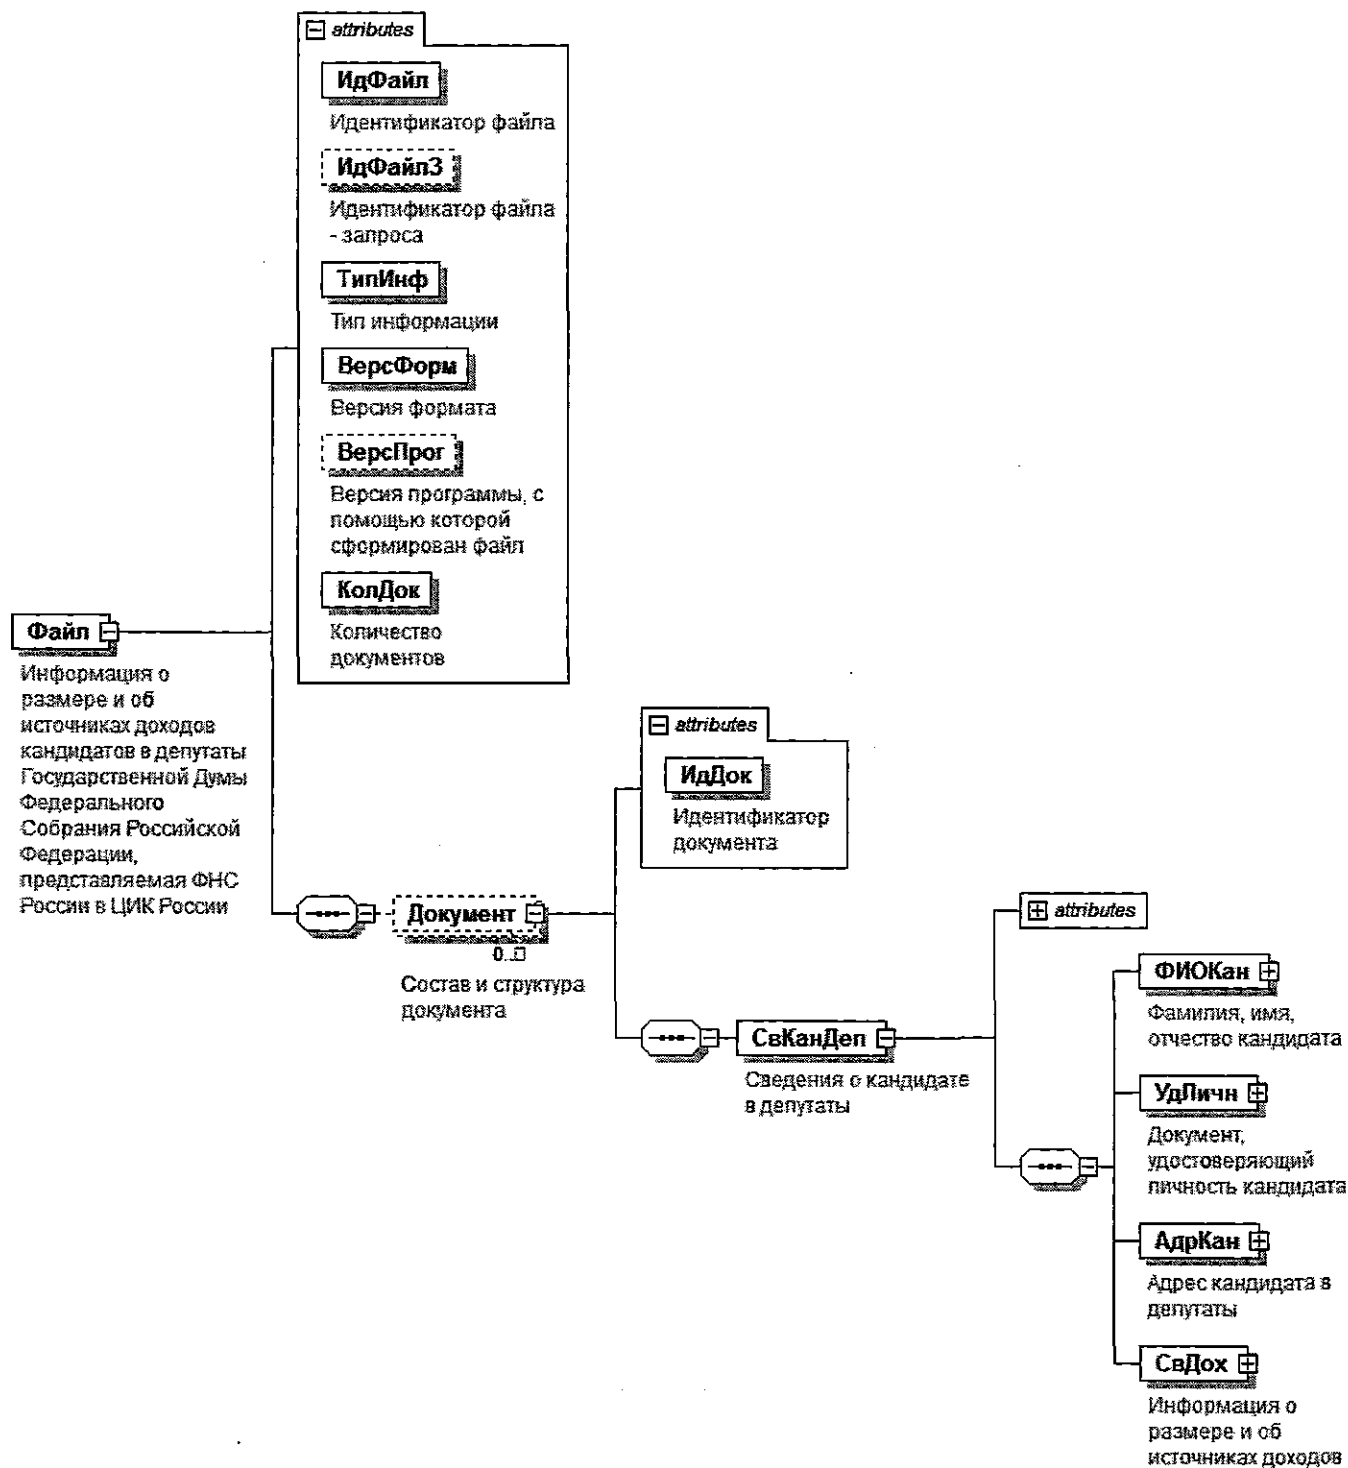 attributes
ИдФайл
Идентификатор файла
ИдФайлЗ
Идентификатор файла
- запроса
ТипИнф
Тип информации
ВерсФорм
Версия формата
ВерсПрог
Версия программы, с
помощью которой
сформирован файл
КолДок
Количество
документов
Файл
Информация о
размере и об
источниках доходов
кандидатов в депутаты
Государственной Думы
Федерального
Собрания Российской
Федерации,
представляемая ФНС
России в ЦИК России
attributes
ИдДок
Идентификатор
документа
Документ
0..
Состав и структура
документа
СвКанДеп
Сведения о кандидате
в депутаты
attributes
ФИОКан
Фамилия, имя,
отчество кандидата
УдЛичн
Документ,
удостоверяющий
личность кандидата
АдрКан
Адрес кандидата в
депутаты
СвДох
Информация о
размере и об
источниках доходов